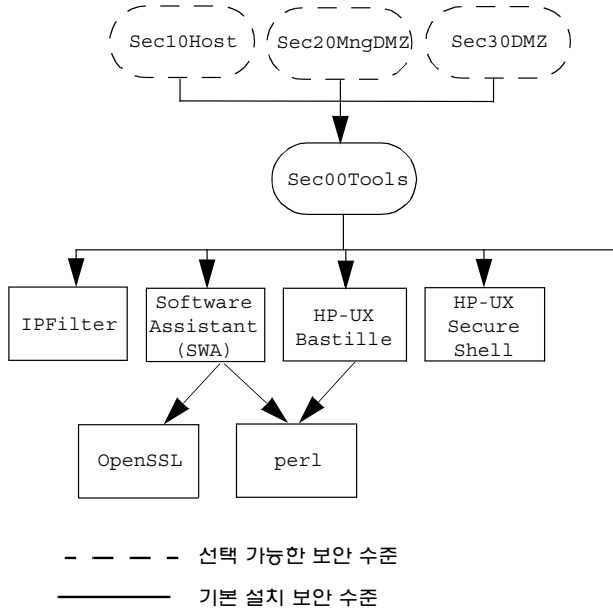 Sec10Host
Sec20MngDMZ
Sec30DMZ
Sec00Tools
IPFilter
Software
Assistant
(SWA)
HP-UX
Bastille
HP-UX
Secure
Shell
OpenSSL
perl
선택 가능한 보안 수준
기본 설치 보안 수준